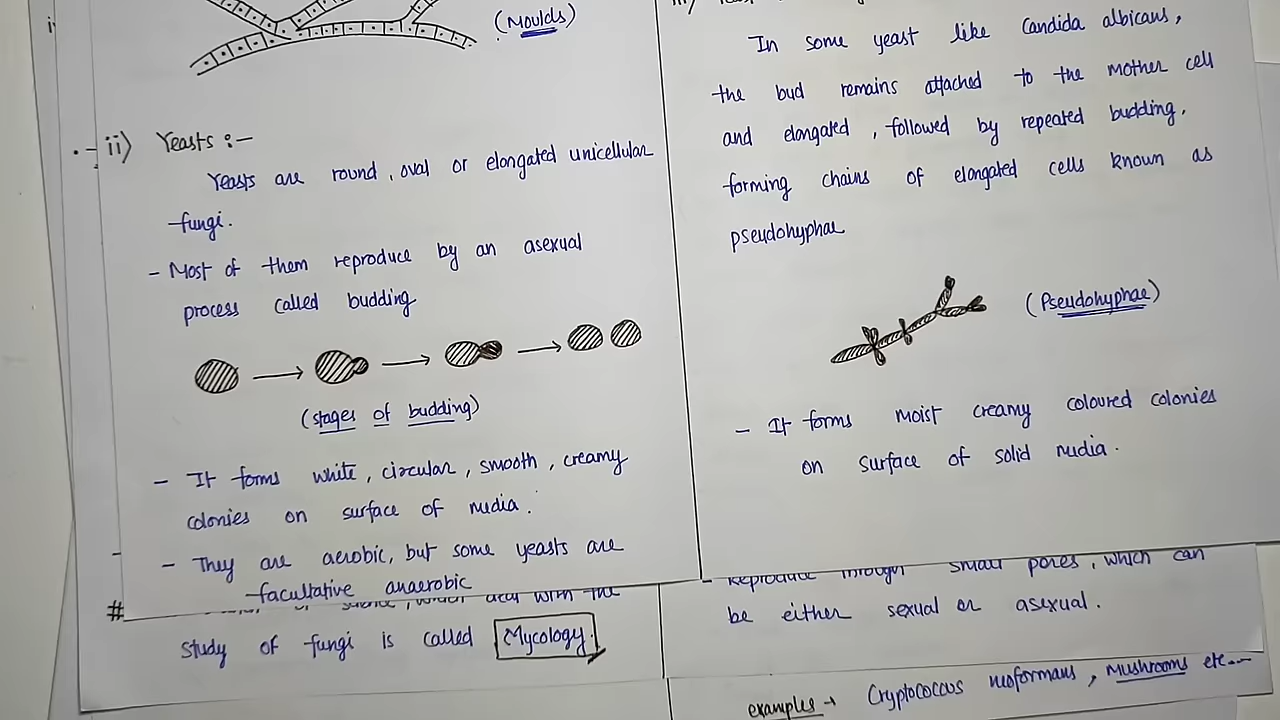 (Moulds)
ii) Yeasts :-
Yeasts are round, oval or elongated unicellular
fungi.
- Most of them reproduce by an asexual
process called budding
(stages of budding)
- It forms white, circular, smooth, creamy
colonies on surface of media.
- They are aerobic, but some yeasts are
facultative anaerobic
#
study of fungi is called Mycology
In some yeast like Candida albicans,
the bud remains attached to the mother cell
and elongated, followed by repeated budding,
forming chains of elongated cells known as
pseudohyphae
(Pseudohyphae)
- It forms moist creamy coloured colonies
on surface of solid media.
- Reproduce through small pores, which can
be either sexual or asexual.
examples → Cryptococcus neoformans, Mushrooms etc--